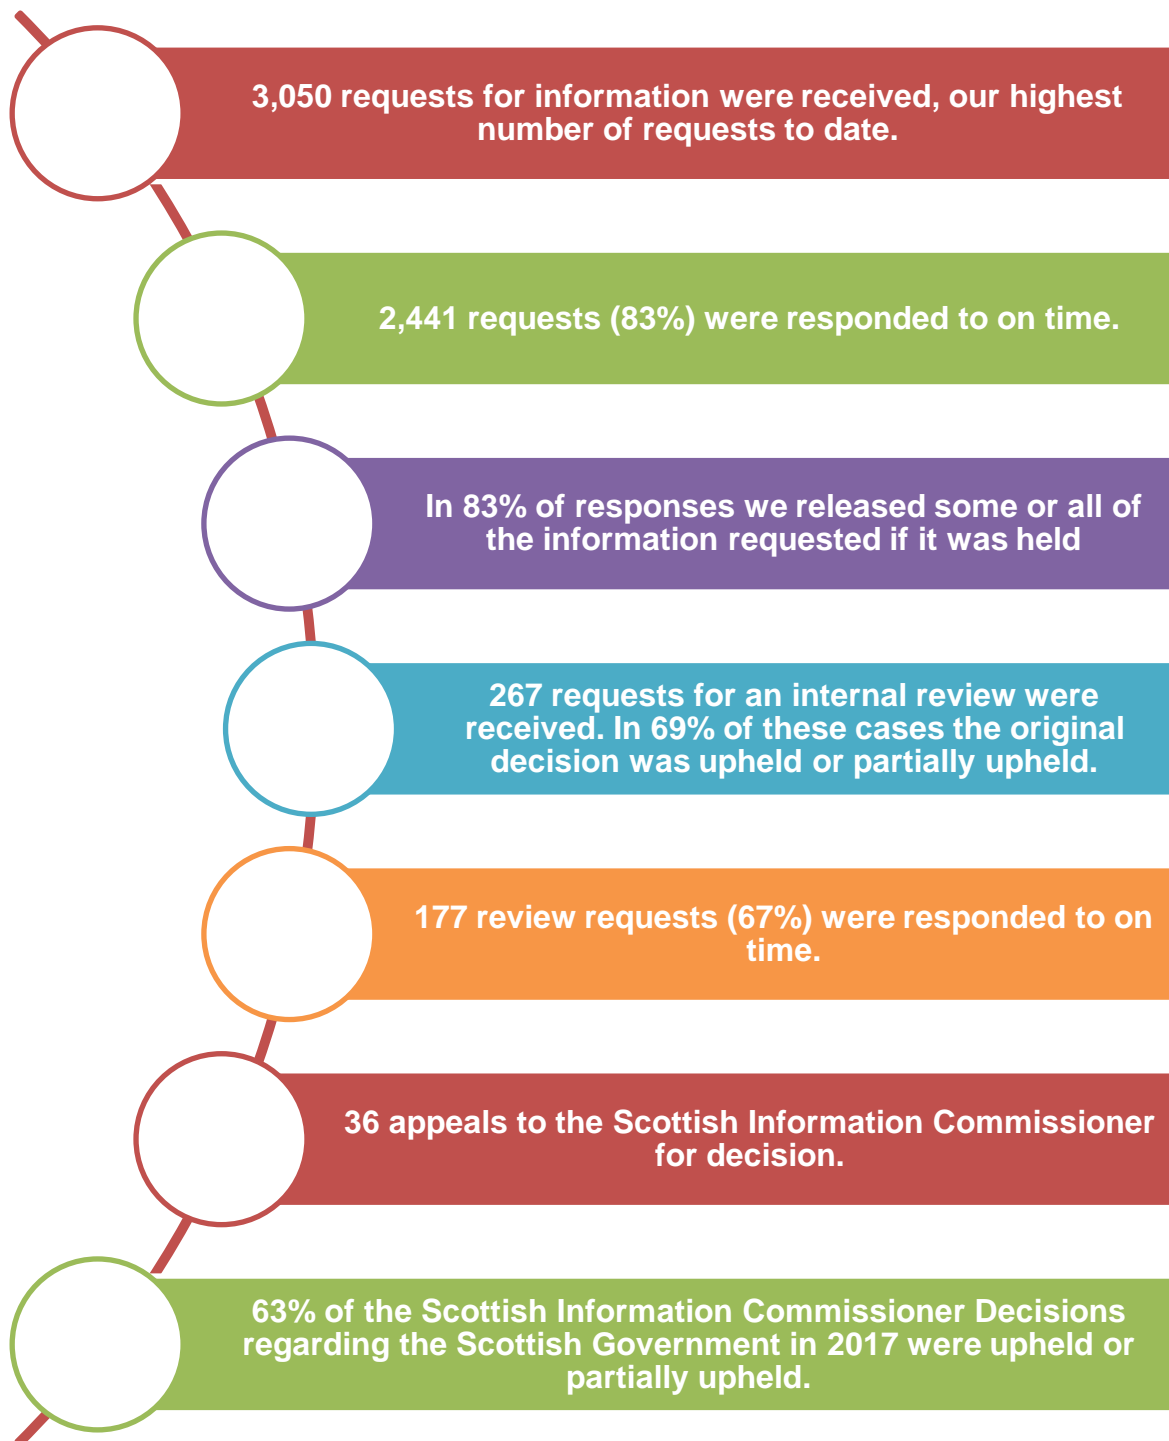 3,050 requests for information were received, our highest
number of requests to date.
2,441 requests (83%) were responded to on time.
In 83% of responses we released some or all of
the information requested if it was held
267 requests for an internal review were
received. In 69% of these cases the original
decision was upheld or partially upheld.
177 review requests (67%) were responded to on
time.
36 appeals to the Scottish Information Commissioner
for decision.
63% of the Scottish Information Commissioner Decisions
regarding the Scottish Government in 2017 were upheld or
partially upheld.